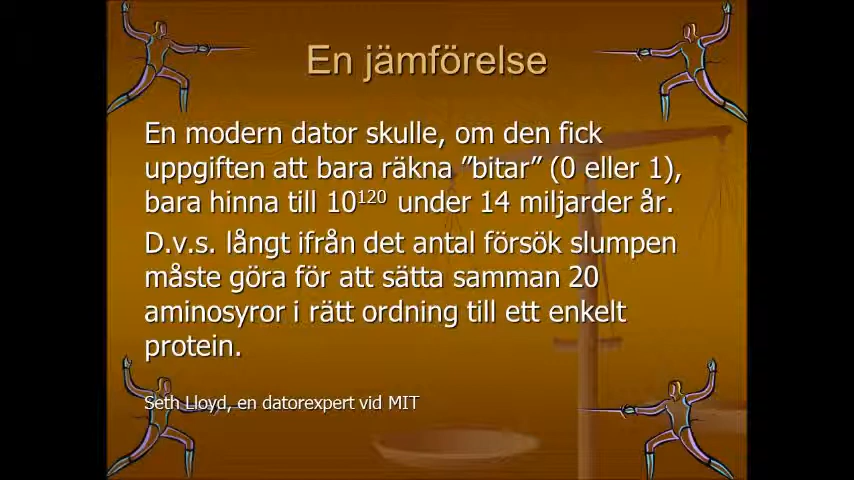 En jämförelse
En modern dator skulle, om den fick
uppgiften att bara räkna ”bitar” (0 eller 1),
bara hinna till 10¹²⁰ under 14 miljarder år.
D.v.s. långt ifrån det antal försök slumpen
måste göra för att sätta samman 20
aminosyror i rätt ordning till ett enkelt
protein.
Seth Lloyd, en datorexpert vid MIT